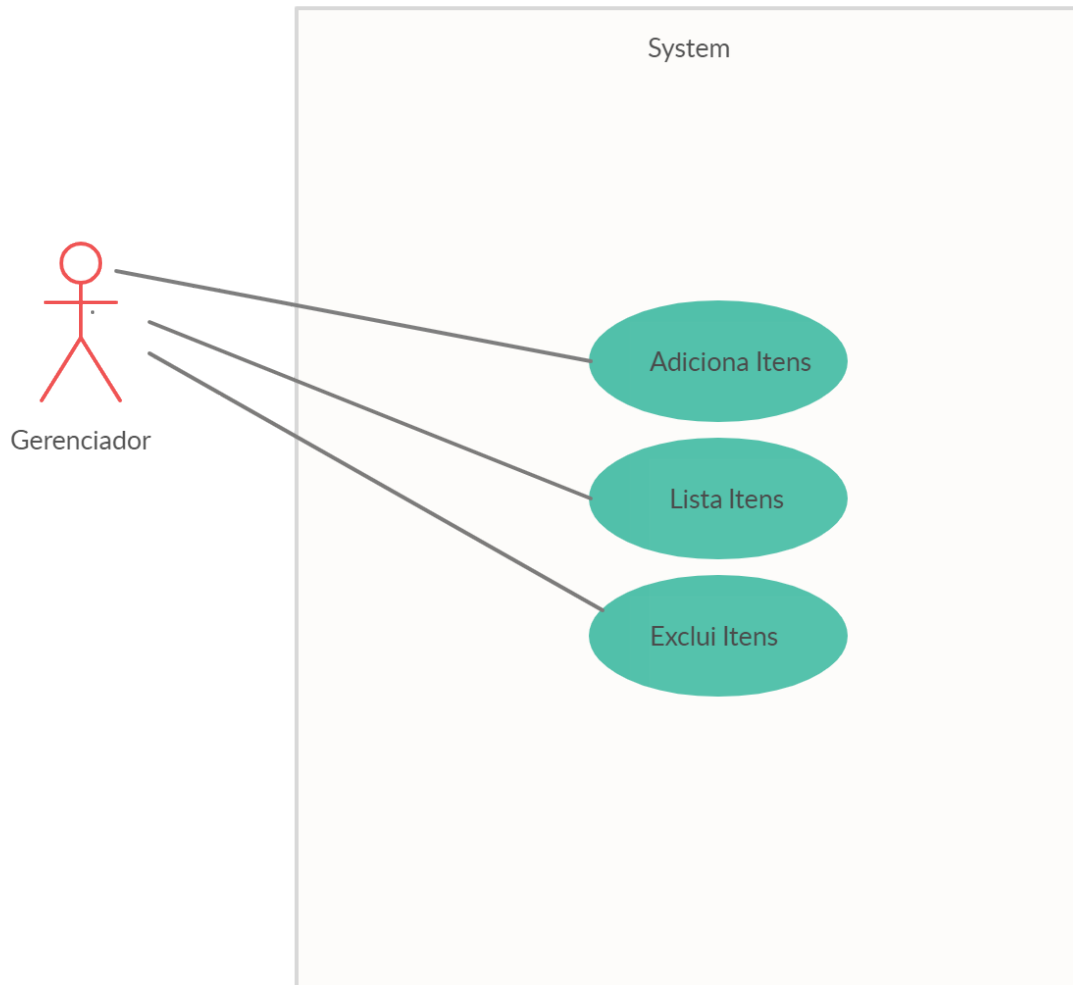 System
Adiciona Itens
Gerenciador
Lista Itens
Exclui Itens